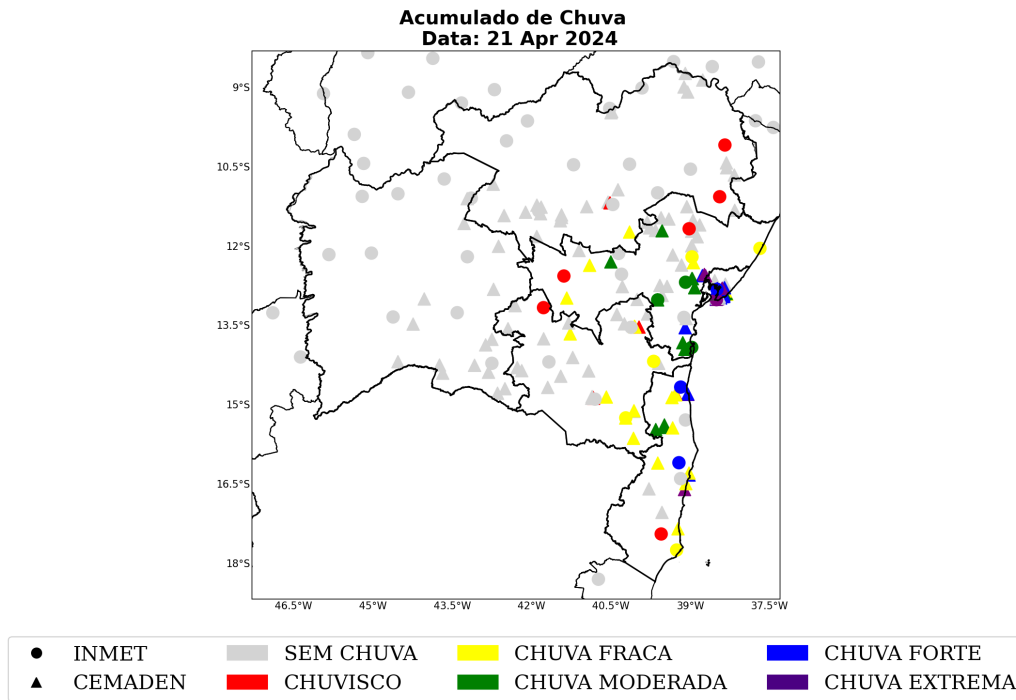 Acumulado de Chuva
Data: 21 Apr 2024
9°S
10.5°S
12°S
13.5°S
15°S
16.5°S
18°S
46.5°W 45°W 43.5°W 42°W 40.5°W 39°W 37.5°W
INMET SEM CHUVA CHUVA FRACA CHUVA FORTE
CEMADEN CHUVISCO CHUVA MODERADA CHUVA EXTREMA